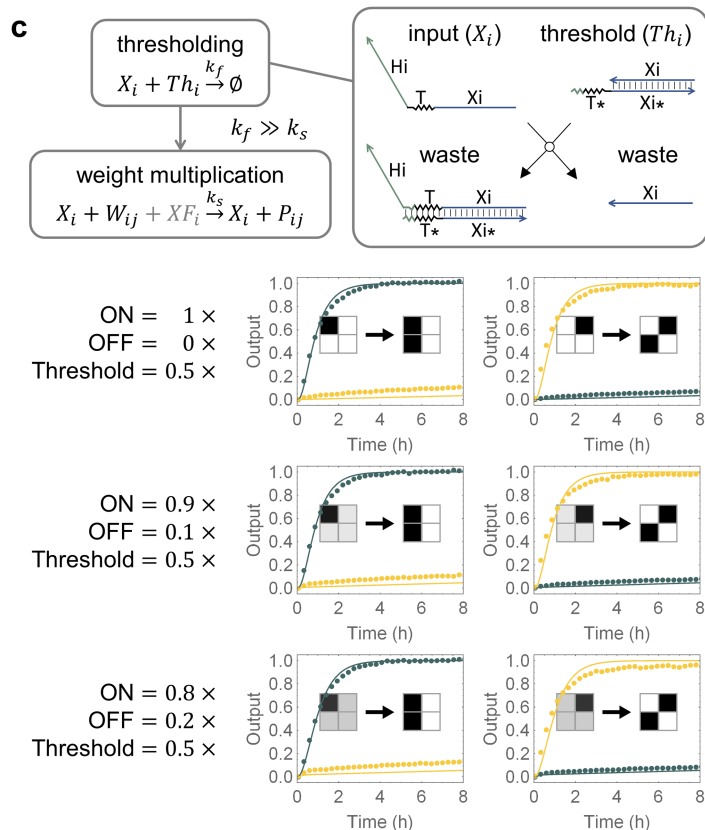 c
thresholding
X_i + Th_i →^{k_f} ∅
k_f ≫ k_s
weight multiplication
X_i + W_{ij} + XF_i →^{k_s} X_i + P_{ij}
input (X_i)
threshold (Th_i)
Hi
T
Xi
Xi
T*
Xi*
waste
waste
Hi
T
Xi
T*
Xi*
Xi
ON = 1 ×
OFF = 0 ×
Threshold = 0.5 ×
Output
1.0
0.8
0.6
0.4
0.2
0.0
0 2 4 6 8
Time (h)
Output
1.0
0.8
0.6
0.4
0.2
0.0
0 2 4 6 8
Time (h)
ON = 0.9 ×
OFF = 0.1 ×
Threshold = 0.5 ×
Output
1.0
0.8
0.6
0.4
0.2
0.0
0 2 4 6 8
Time (h)
Output
1.0
0.8
0.6
0.4
0.2
0.0
0 2 4 6 8
Time (h)
ON = 0.8 ×
OFF = 0.2 ×
Threshold = 0.5 ×
Output
1.0
0.8
0.6
0.4
0.2
0.0
0 2 4 6 8
Time (h)
Output
1.0
0.8
0.6
0.4
0.2
0.0
0 2 4 6 8
Time (h)